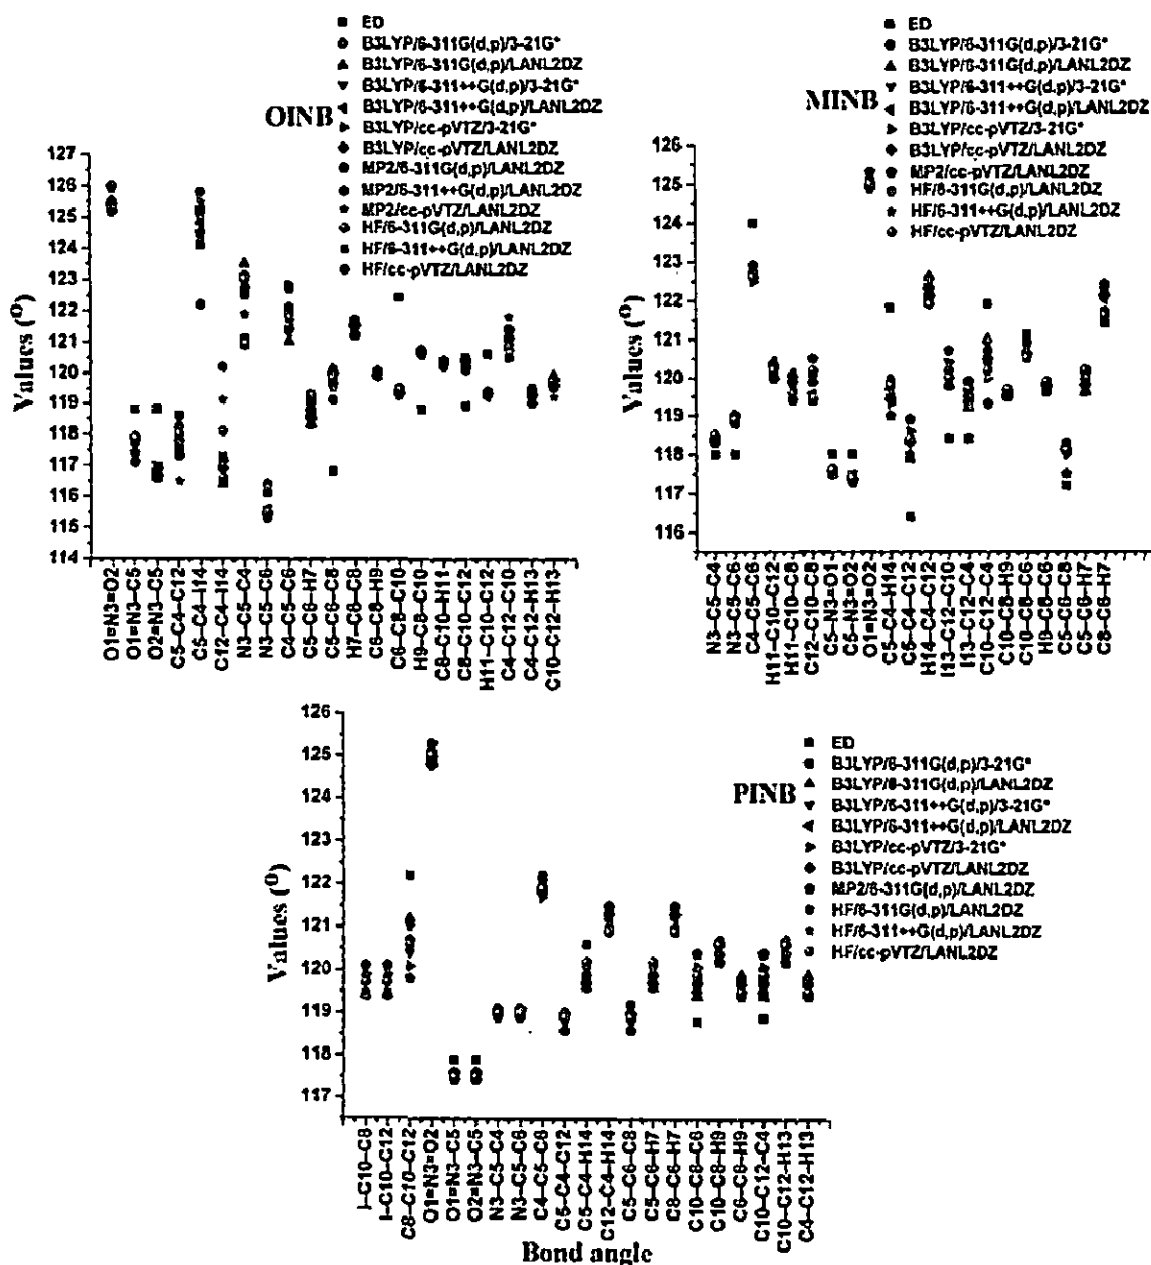 OINB
ED
B3LYP/6-311G(d,p)/3-21G*
B3LYP/6-311G(d,p)/LANL2DZ
B3LYP/6-311++G(d,p)/3-21G*
B3LYP/6-311++G(d,p)/LANL2DZ
B3LYP/cc-pVTZ/3-21G*
B3LYP/cc-pVTZ/LANL2DZ
MP2/6-311G(d,p)/LANL2DZ
MP2/6-311++G(d,p)/LANL2DZ
MP2/cc-pVTZ/LANL2DZ
HF/6-311G(d,p)/LANL2DZ
HF/6-311++G(d,p)/LANL2DZ
HF/cc-pVTZ/LANL2DZ
Values (°)
127
126
125
124
123
122
121
120
119
118
117
116
115
114
O1=N3=O2
O1=N3–C5
O2=N3–C5
C5–C4–C12
C5–C4–I14
C12–C4–I14
N3–C5–C4
N3–C5–C6
C4–C5–C6
C5–C6–H7
C5–C6–C8
H7–C6–C8
C6–C8–H9
C6–C8–C10
H9–C8–C10
C8–C10–H11
C8–C10–C12
H11–C10–C12
C4–C12–C10
C4–C12–H13
C10–C12–H13
MINB
ED
B3LYP/6-311G(d,p)/3-21G*
B3LYP/6-311G(d,p)/LANL2DZ
B3LYP/6-311++G(d,p)/3-21G*
B3LYP/6-311++G(d,p)/LANL2DZ
B3LYP/cc-pVTZ/3-21G*
B3LYP/cc-pVTZ/LANL2DZ
MP2/cc-pVTZ/LANL2DZ
HF/6-311G(d,p)/LANL2DZ
HF/6-311++G(d,p)/LANL2DZ
HF/cc-pVTZ/LANL2DZ
Values (°)
126
125
124
123
122
121
120
119
118
117
116
N3–C5–C4
N3–C5–C6
C4–C5–C6
H11–C10–C12
H11–C10–C8
C12–C10–C8
C5–N3=O1
C5–N3=O2
O1=N3=O2
C5–C4–H14
C5–C4–C12
H14–C4–C12
I13–C12–C10
I13–C12–C4
C10–C12–C4
C10–C8–H9
C10–C8–C6
H9–C8–C6
C5–C6–C8
C5–C6–H7
C8–C6–H7
PINB
ED
B3LYP/6-311G(d,p)/3-21G*
B3LYP/6-311G(d,p)/LANL2DZ
B3LYP/6-311++G(d,p)/3-21G*
B3LYP/6-311++G(d,p)/LANL2DZ
B3LYP/cc-pVTZ/3-21G*
B3LYP/cc-pVTZ/LANL2DZ
MP2/6-311G(d,p)/LANL2DZ
HF/6-311G(d,p)/LANL2DZ
HF/6-311++G(d,p)/LANL2DZ
HF/cc-pVTZ/LANL2DZ
Values (°)
126
125
124
123
122
121
120
119
118
117
I–C10–C8
I–C10–C12
C8–C10–C12
O1=N3=O2
O1=N3–C5
O2=N3–C5
N3–C5–C4
N3–C5–C6
C4–C5–C6
C5–C4–C12
C5–C4–H14
C12–C4–H14
C5–C6–C8
C5–C6–H7
C8–C6–H7
C10–C8–C6
C10–C8–H9
C6–C8–H9
C10–C12–C4
C10–C12–H13
C4–C12–H13
Bond angle